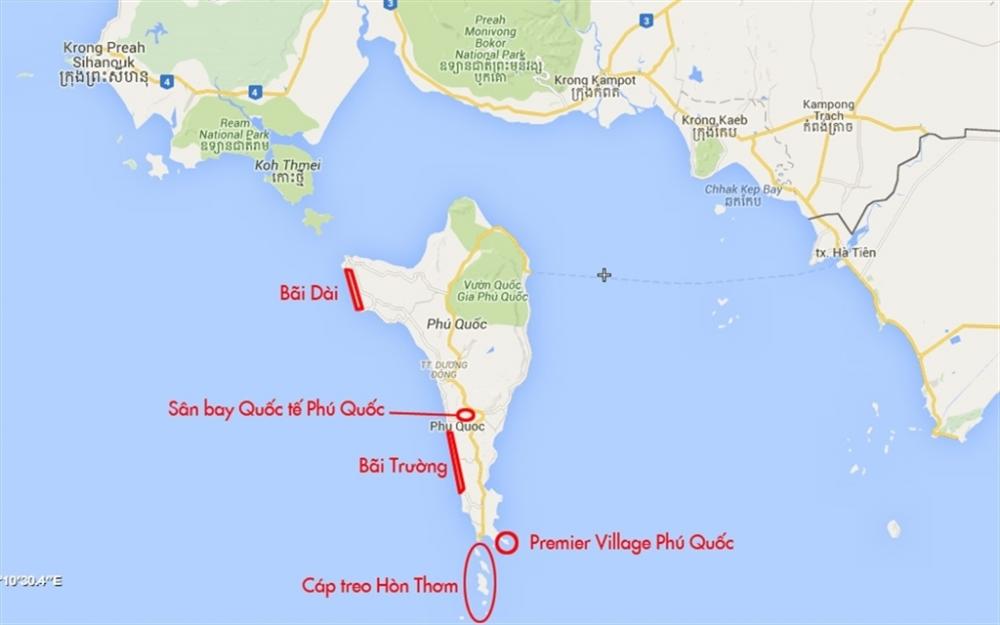 3
3
Krong Preah
Sihanouk
ក្រុងព្រះសីហនុ
4
4
Preah
Monivong
Bokor
National Park
ឧទ្យានជាតិព្រះមុនីវង្ស
បូកគោ
Krong Kampot
ក្រុងកំពត
Kampong
Trach
កំពង់ត្រាច
Krong Kaeb
ក្រុងកែប
Ream
National Park
ឧទ្យានជាតិរាម
Koh Thmei
កោះថ្មី
Chhak Kep Bay
ឆកកែប
tx. Hà Tiên
Bãi Dài
Vườn Quốc
Gia Phú Quốc
Phú Quốc
TT. DƯƠNG
ĐÔNG
Sân bay Quốc tế Phú Quốc
Phú Quốc
Bãi Trường
Premier Village Phú Quốc
Cáp treo Hòn Thơm
°10'30.4"E